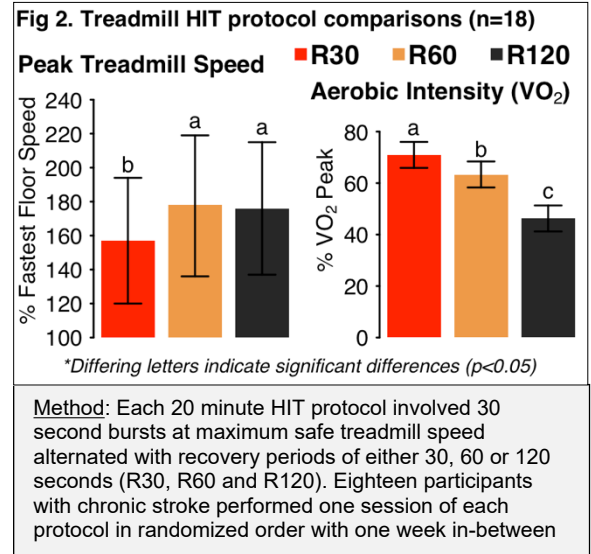 Fig 2. Treadmill HIT protocol comparisons (n=18)
R30 R60 R120
Peak Treadmill Speed
% Fastest Floor Speed
240
220
200
180
160
140
120
100
b
a
a
Aerobic Intensity (VO₂)
% VO₂ Peak
80
60
40
20
0
a
b
c
*Differing letters indicate significant differences (p<0.05)
Method: Each 20 minute HIT protocol involved 30
second bursts at maximum safe treadmill speed
alternated with recovery periods of either 30, 60 or 120
seconds (R30, R60 and R120). Eighteen participants
with chronic stroke performed one session of each
protocol in randomized order with one week in-between